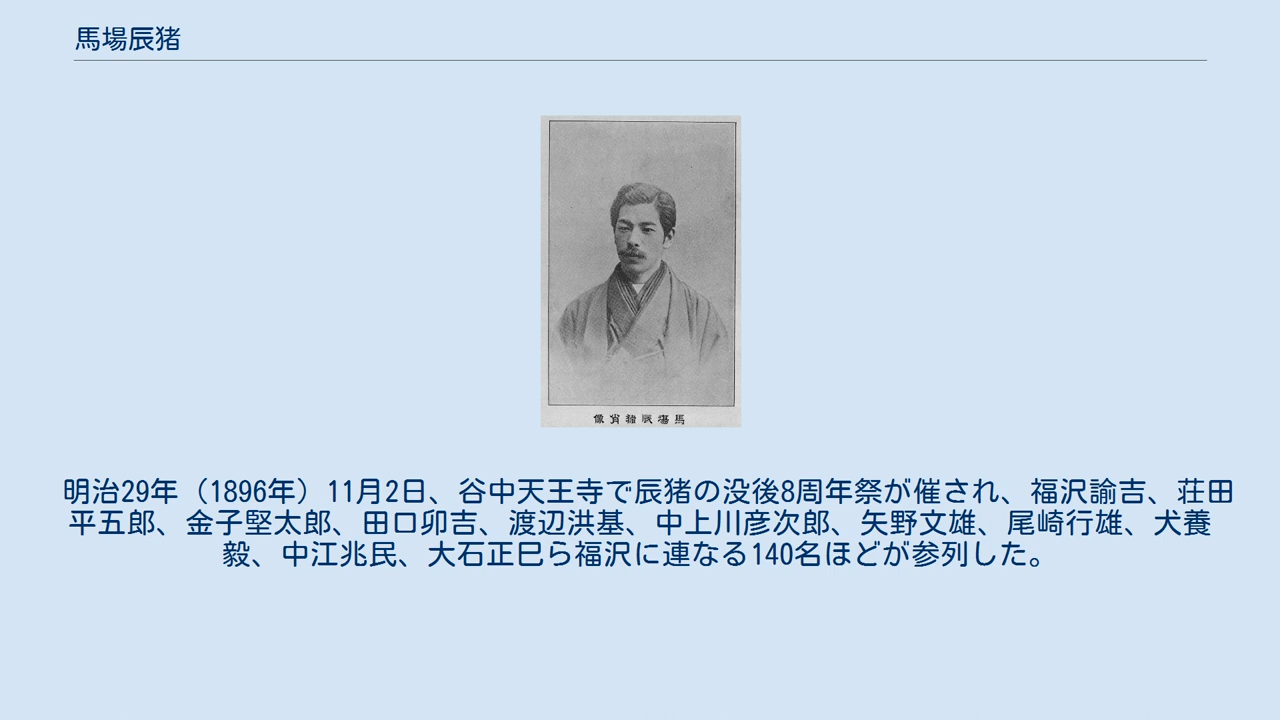 馬場辰猪
像肖猪辰場馬
明治29年（1896年）11月2日、谷中天王寺で辰猪の没後8周年祭が催され、福沢諭吉、荘田
平五郎、金子堅太郎、田口卯吉、渡辺洪基、中上川彦次郎、矢野文雄、尾崎行雄、犬養
毅、中江兆民、大石正巳ら福沢に連なる140名ほどが参列した。